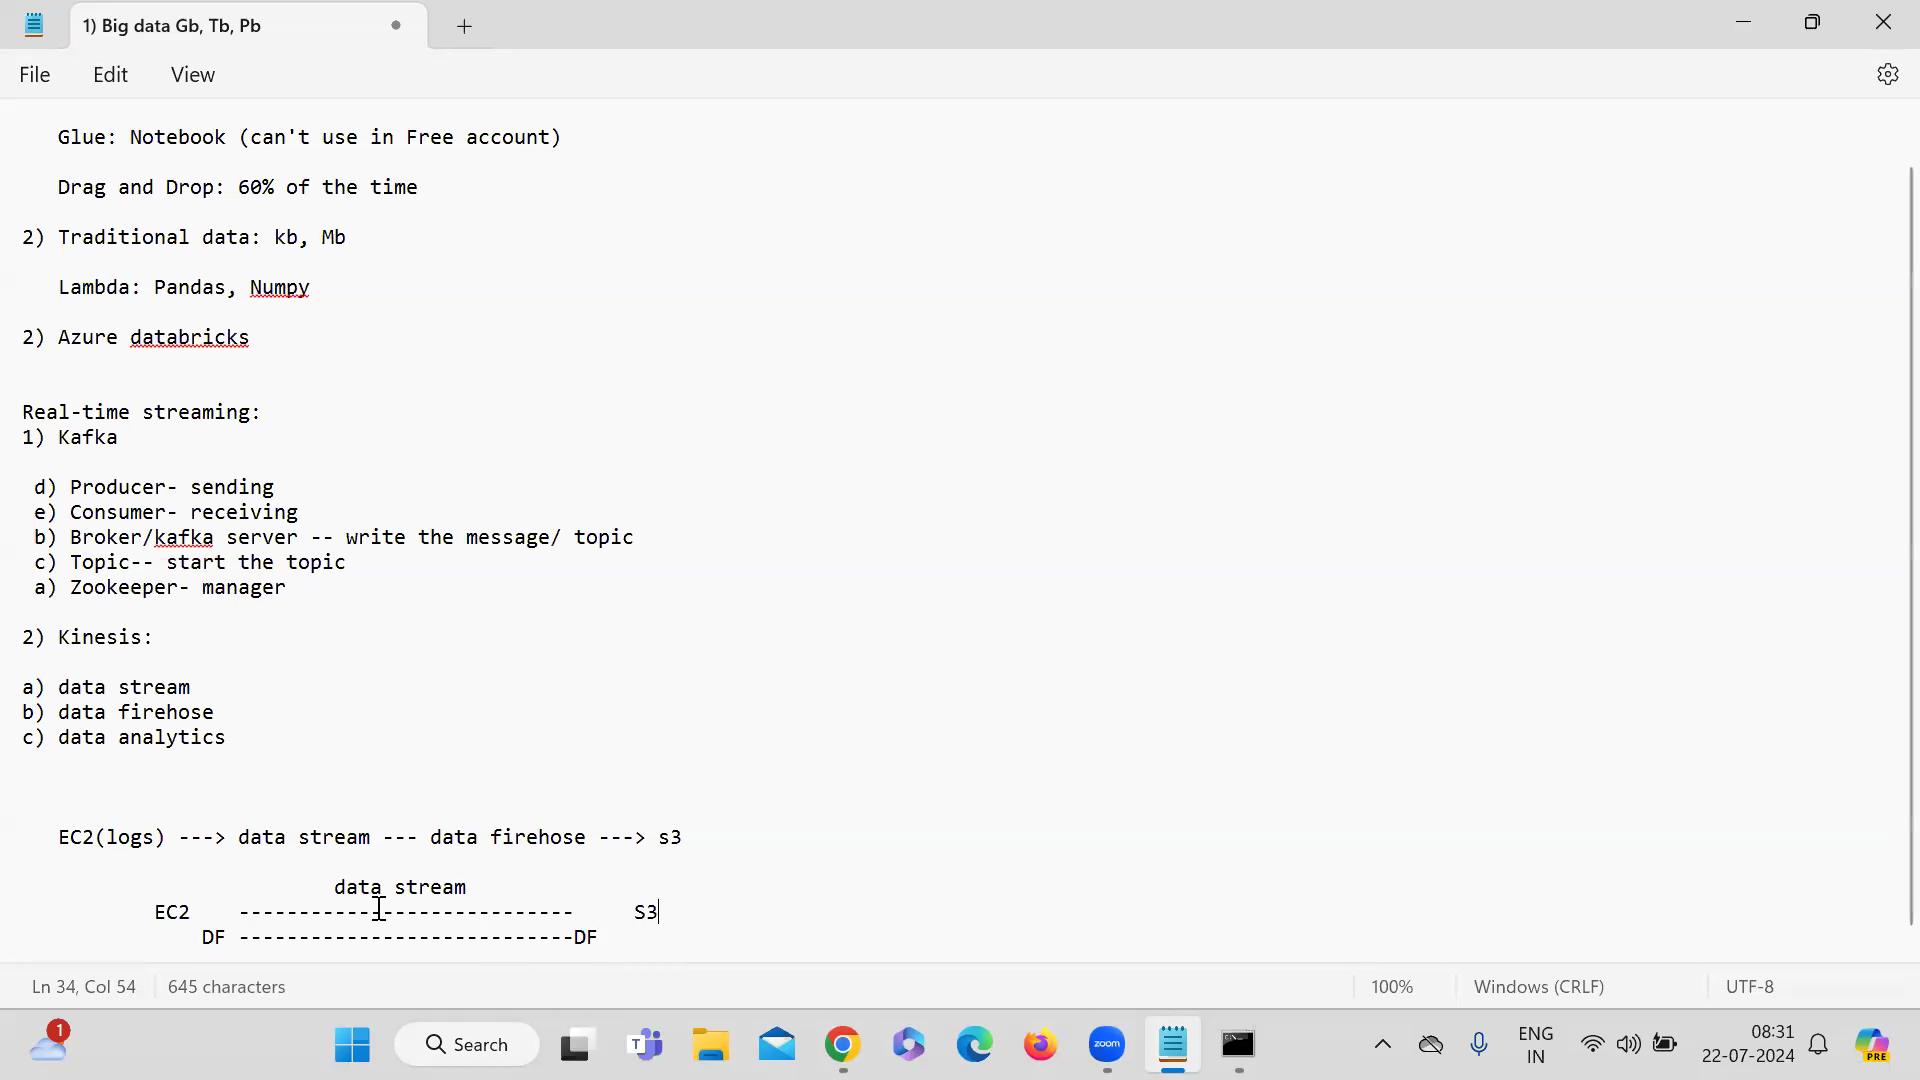 1) Big data Gb, Tb, Pb
File Edit View
Glue: Notebook (can't use in Free account)
Drag and Drop: 60% of the time
2) Traditional data: kb, Mb
Lambda: Pandas, Numpy
2) Azure databricks
Real-time streaming:
1) Kafka
d) Producer- sending
e) Consumer- receiving
b) Broker/kafka server -- write the message/ topic
c) Topic-- start the topic
a) Zookeeper- manager
2) Kinesis:
a) data stream
b) data firehose
c) data analytics
EC2(logs) ---> data stream --- data firehose ---> s3
data stream
EC2 ---------------------------- S3
DF ----------------------------DF
Ln 34, Col 54 645 characters 100% Windows (CRLF) UTF-8
1 Search T zoom PRE
ENG 08:31
IN 22-07-2024